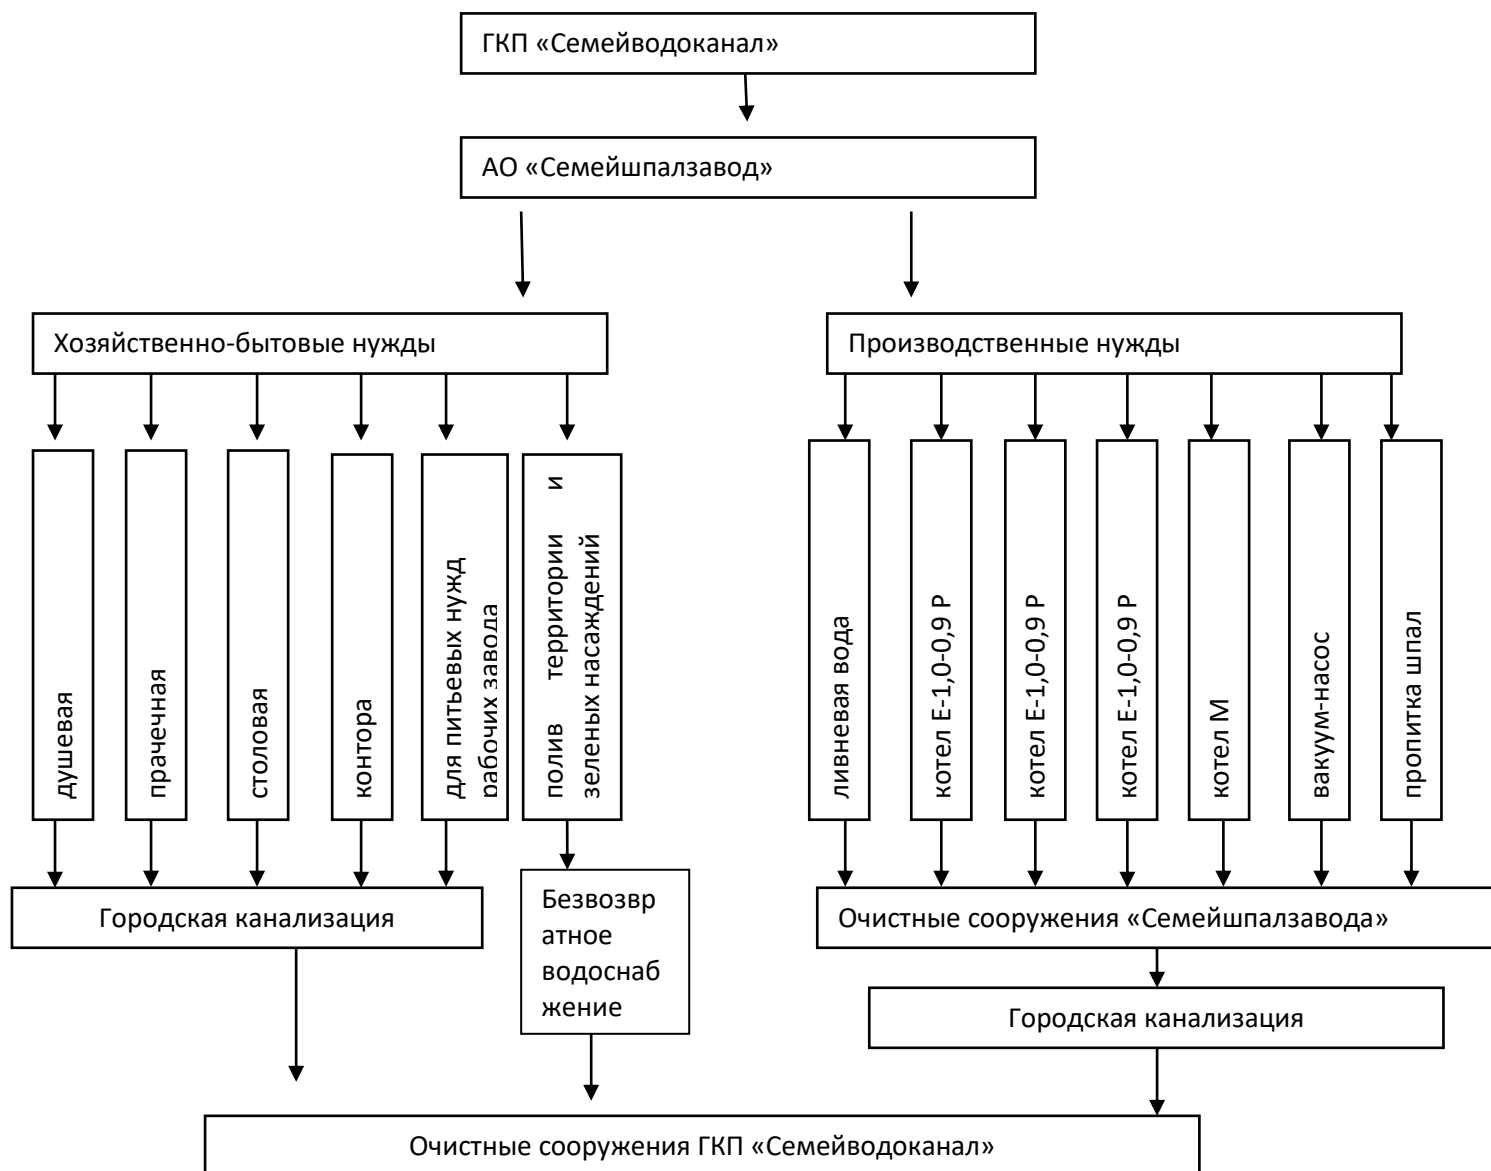 ГКП «Семейводоканал»
АО «Семейшпалзавод»
Хозяйственно-бытовые нужды
Производственные нужды
душевая
прачечная
столовая
контора
для питьевых нужд
рабочих завода
полив территории и
зеленых насаждений
ливневая вода
котел Е-1,0-0,9 Р
котел Е-1,0-0,9 Р
котел Е-1,0-0,9 Р
котел М
вакуум-насос
пропитка шпал
Городская канализация
Безвозвр
атное
водоснаб
жение
Очистные сооружения «Семейшпалзавода»
Городская канализация
Очистные сооружения ГКП «Семейводоканал»